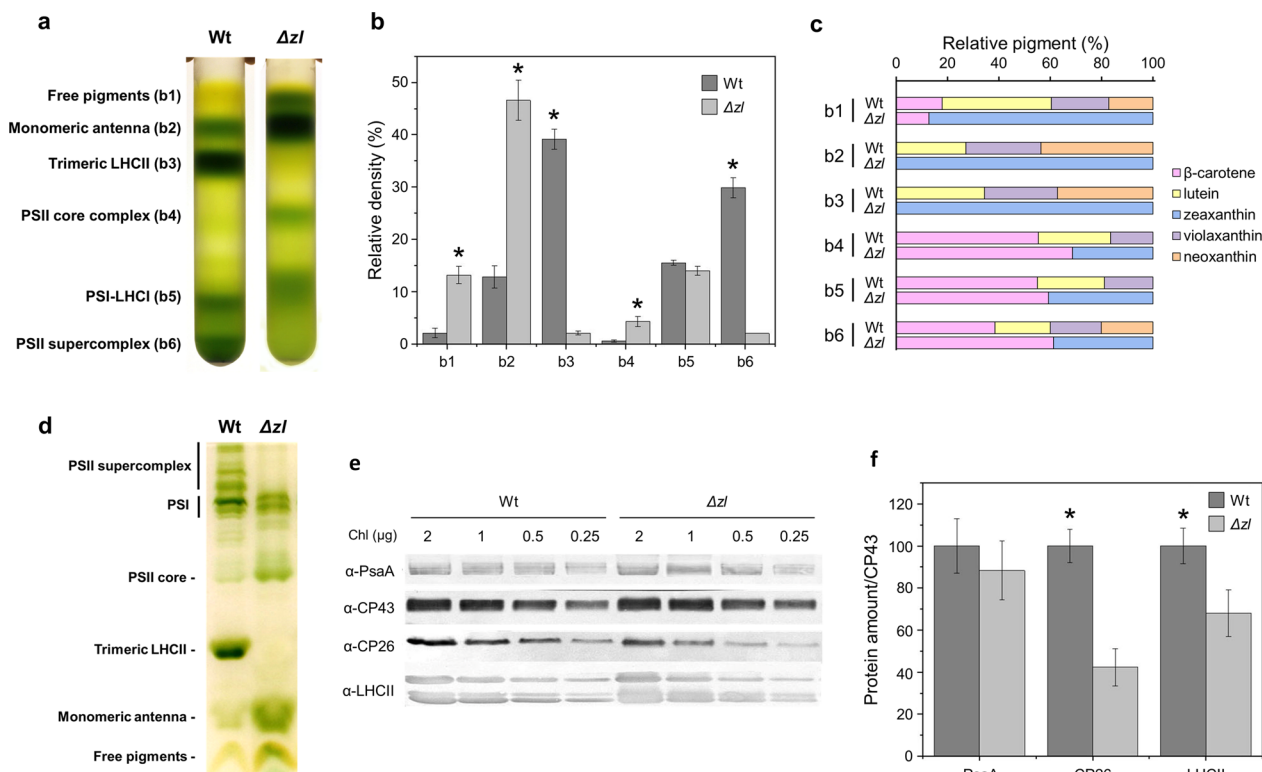 a
Wt Δzl
Free pigments (b1)
Monomeric antenna (b2)
Trimeric LHCII (b3)
PSII core complex (b4)
PSI-LHCI (b5)
PSII supercomplex (b6)
b
Relative density (%)
50
40
30
20
10
0
* * * * *
Wt
Δzl
b1 b2 b3 b4 b5 b6
c
Relative pigment (%)
0 20 40 60 80 100
b1 Wt
Δzl
b2 Wt
Δzl
b3 Wt
Δzl
b4 Wt
Δzl
b5 Wt
Δzl
b6 Wt
Δzl
β-carotene
lutein
zeaxanthin
violaxanthin
neoxanthin
d
Wt Δzl
PSII supercomplex
PSI
PSII core -
Trimeric LHCII -
Monomeric antenna -
Free pigments -
e
Wt Δzl
Chl (μg) 2 1 0.5 0.25 2 1 0.5 0.25
α-PsaA
α-CP43
α-CP26
α-LHCII
f
Protein amount/CP43
120
100
80
60
40
20
0
* *
Wt
Δzl